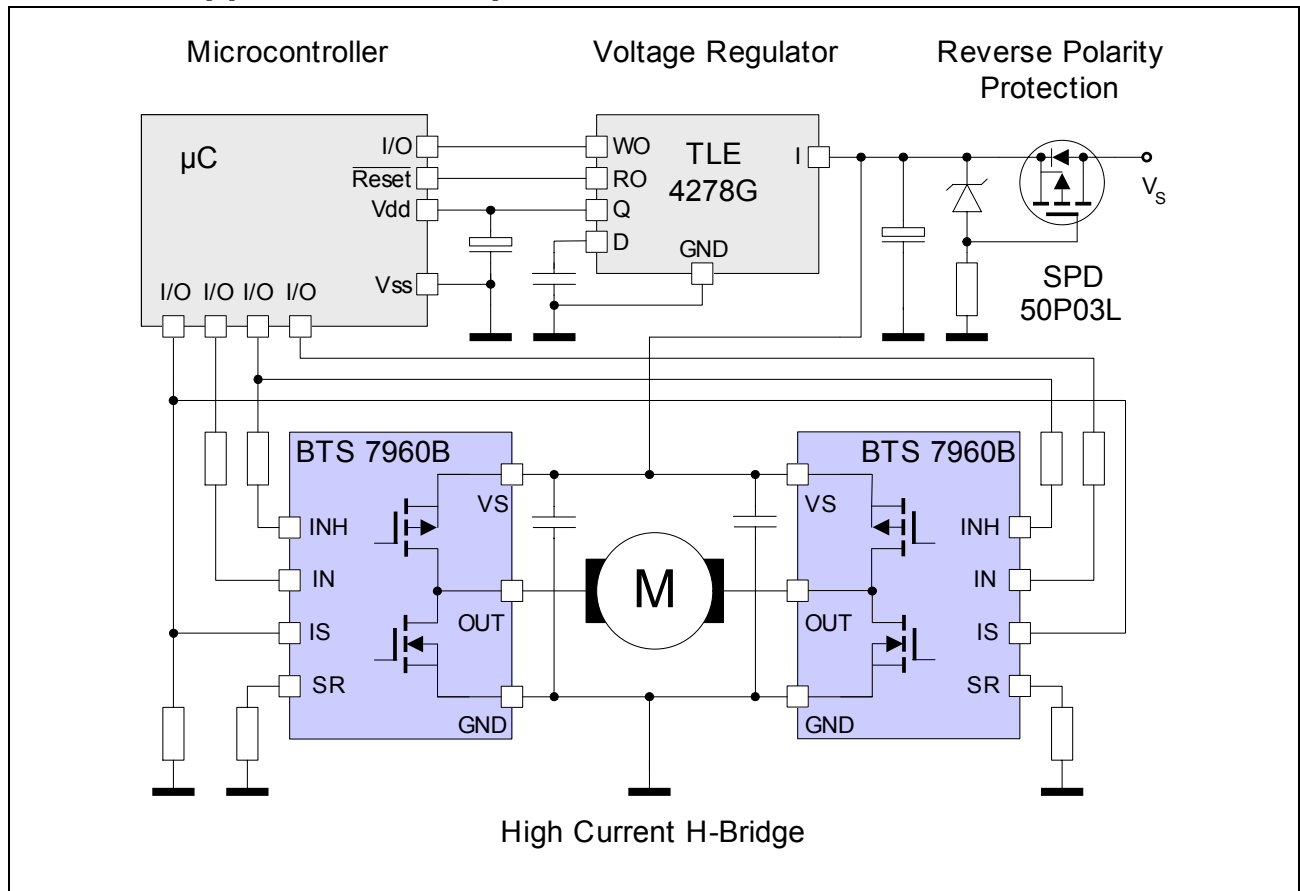 Microcontroller
Voltage Regulator
Reverse Polarity
Protection
µC
I/O
Reset
Vdd
Vss
I/O I/O I/O I/O
WO
RO
Q
D
TLE
4278G
I
GND
V_S
SPD
50P03L
BTS 7960B
VS
INH
IN
IS
SR
OUT
GND
M
BTS 7960B
VS
INH
IN
IS
SR
OUT
GND
High Current H-Bridge